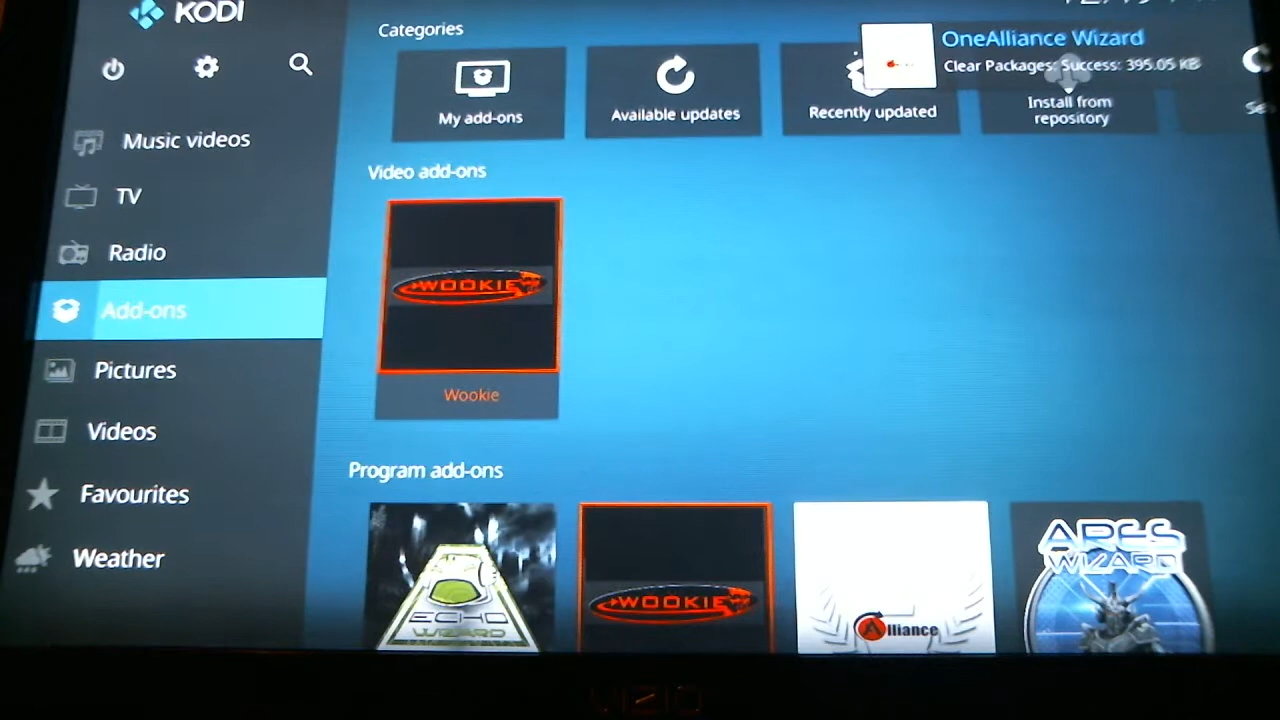 KODI
Categories
OneAlliance Wizard
Clear Packages: Success: 395.05 KB
My add-ons
Available updates
Recently updated
Install from
repository
Music videos
TV
Radio
Add-ons
Pictures
Videos
Favourites
Weather
Video add-ons
WOOKIE
Wookie
Program add-ons
ECHO
WIZARD
WOOKIE
Alliance
ARES
WIZARD
VIZIO